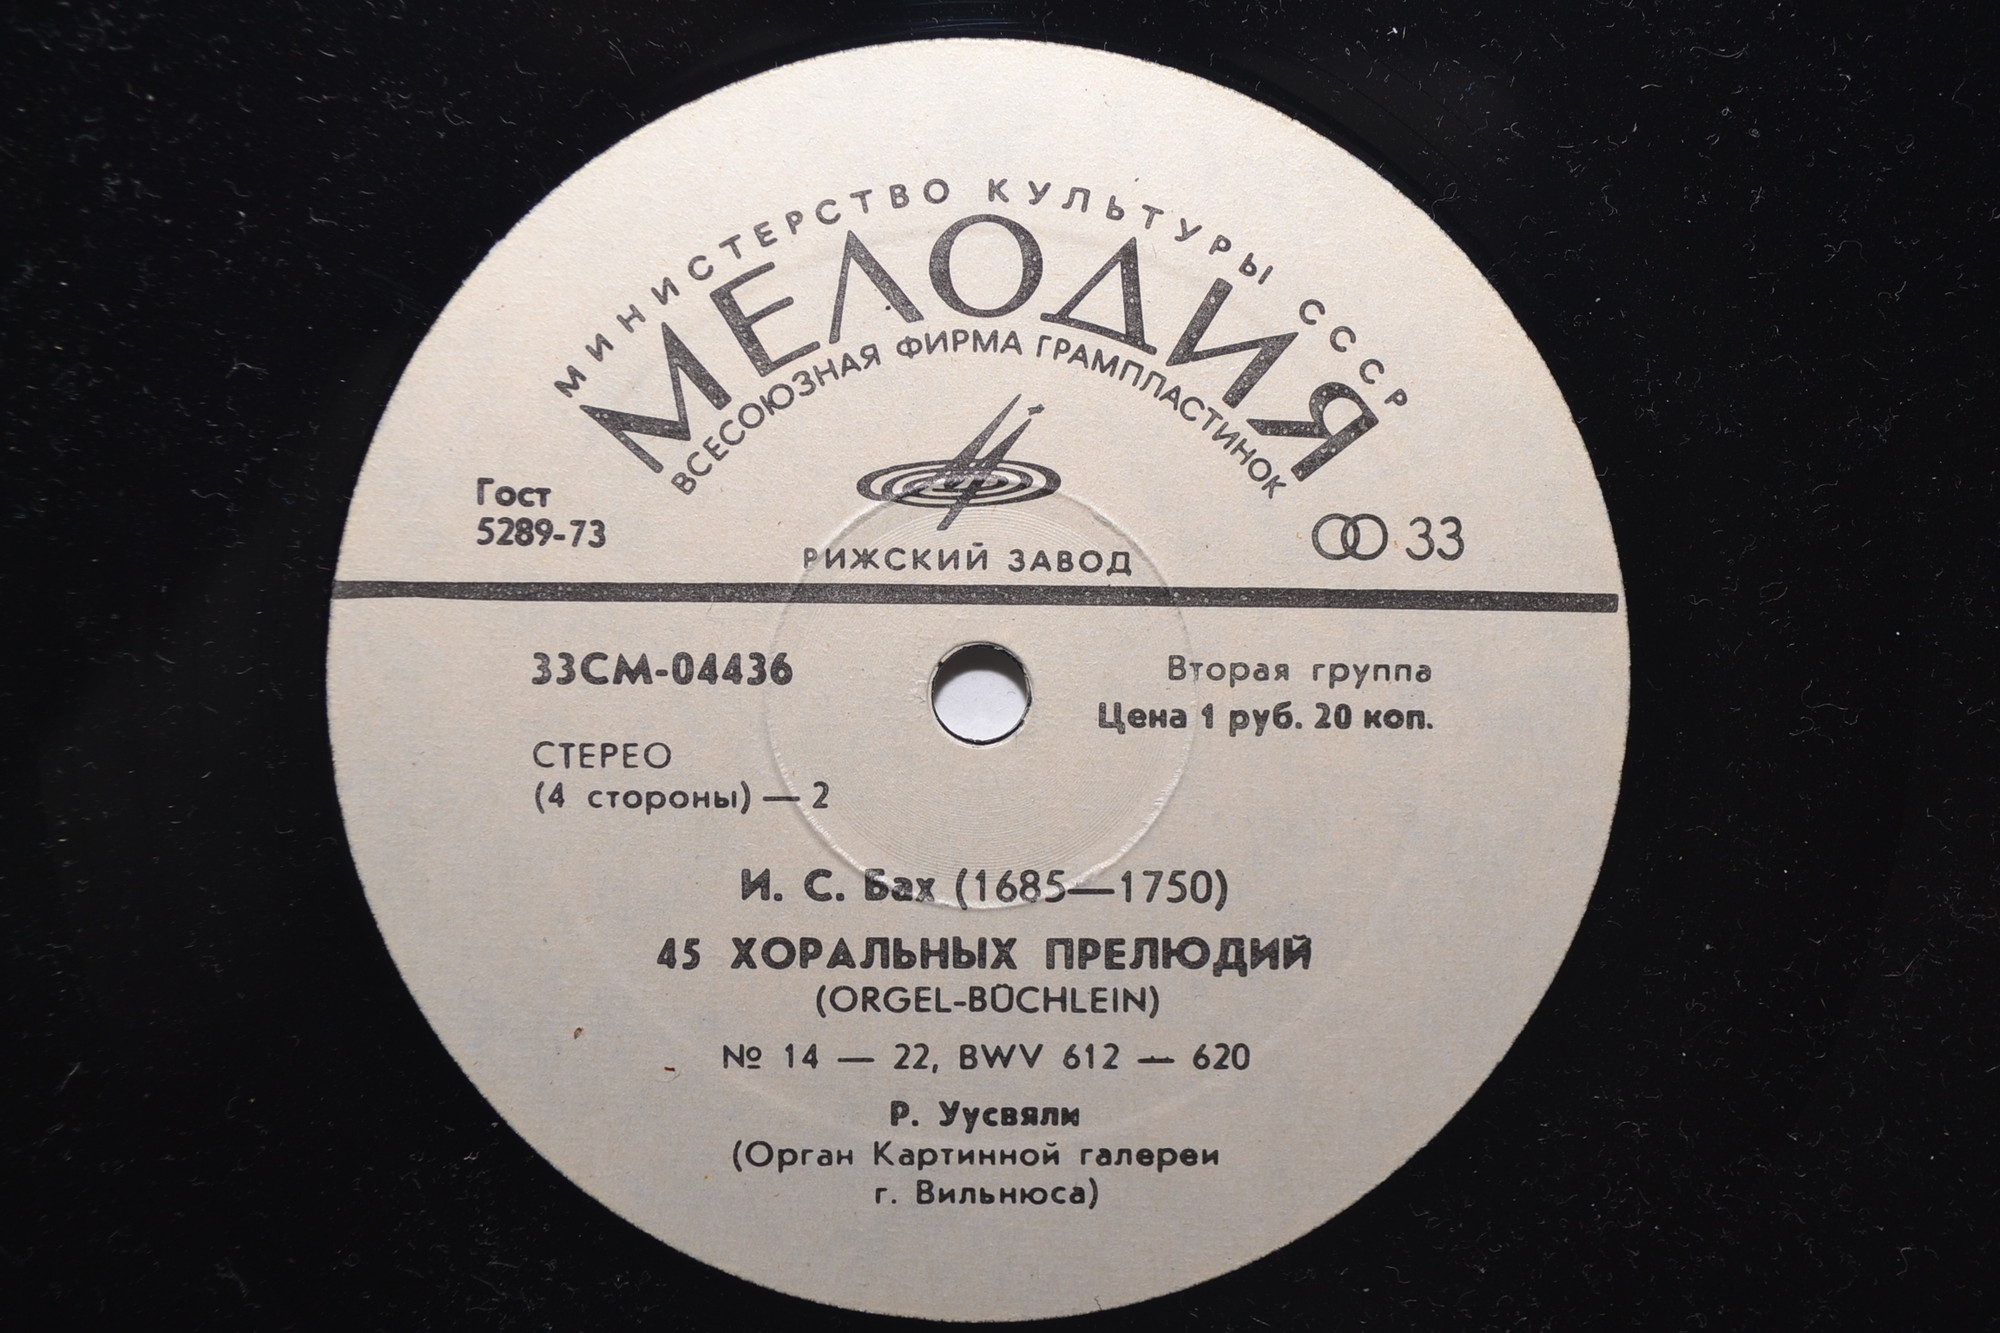 МИНИСТЕРСТВО КУЛЬТУРЫ СССР
МЕЛОДИЯ
ВСЕСОЮЗНАЯ ФИРМА ГРАМПЛАСТИНОК
Гост
5289-73
33
РИЖСКИЙ ЗАВОД
33СМ-04436
Вторая группа
Цена 1 руб. 20 коп.
СТЕРЕО
(4 стороны) — 2
И. С. Бах (1685—1750)
45 ХОРАЛЬНЫХ ПРЕЛЮДИЙ
(ORGEL-BÜCHLEIN)
№ 14 — 22, BWV 612 — 620
Р. Уусвяли
(Орган Картинной галереи
г. Вильнюса)